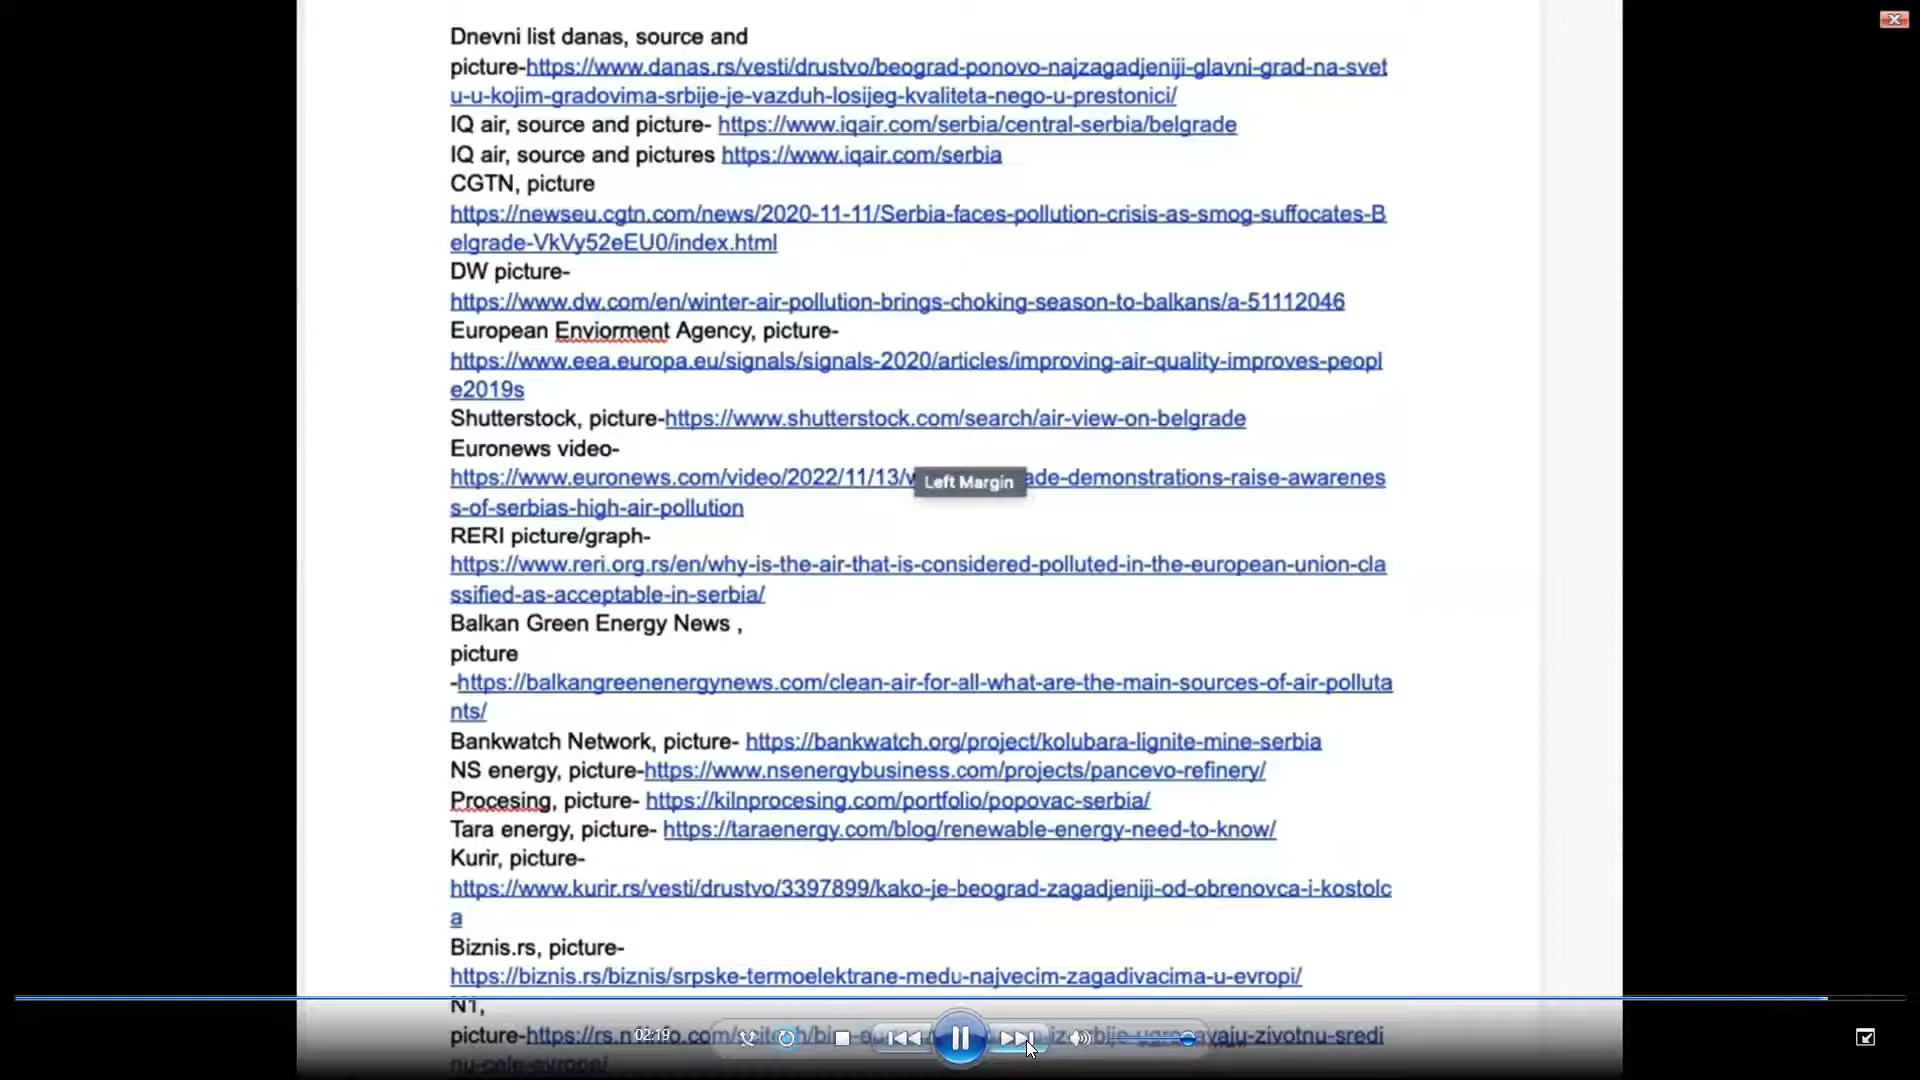 Dnevni list danas, source and
picture-https://www.danas.rs/vesti/drustvo/beograd-ponovo-najzagadjeniji-glavni-grad-na-svet
u-u-kojim-gradovima-srbije-je-vazduh-losijeg-kvaliteta-nego-u-prestonici/
IQ air, source and picture- https://www.iqair.com/serbia/central-serbia/belgrade
IQ air, source and pictures https://www.iqair.com/serbia
CGTN, picture
https://newseu.cgtn.com/news/2020-11-11/Serbia-faces-pollution-crisis-as-smog-suffocates-B
elgrade-VkVy52eEU0/index.html
DW picture-
https://www.dw.com/en/winter-air-pollution-brings-choking-season-to-balkans/a-51112046
European Enviorment Agency, picture-
https://www.eea.europa.eu/signals/signals-2020/articles/improving-air-quality-improves-peopl
e2019s
Shutterstock, picture-https://www.shutterstock.com/search/air-view-on-belgrade
Euronews video-
https://www.euronews.com/video/2022/11/13/ Left Margin ade-demonstrations-raise-awarenes
s-of-serbias-high-air-pollution
RERI picture/graph-
https://www.reri.org.rs/en/why-is-the-air-that-is-considered-polluted-in-the-european-union-cla
ssified-as-acceptable-in-serbia/
Balkan Green Energy News ,
picture
-https://balkangreenenergynews.com/clean-air-for-all-what-are-the-main-sources-of-air-polluta
nts/
Bankwatch Network, picture- https://bankwatch.org/project/kolubara-lignite-mine-serbia
NS energy, picture-https://www.nsenergybusiness.com/projects/pancevo-refinery/
Procesing, picture- https://kilnprocesing.com/portfolio/popovac-serbia/
Tara energy, picture- https://taraenergy.com/blog/renewable-energy-need-to-know/
Kurir, picture-
https://www.kurir.rs/vesti/drustvo/3397899/kako-je-beograd-zagadjeniji-od-obrenovca-i-kostolc
a
Biznis.rs, picture-
https://biznis.rs/biznis/srpske-termoelektrane-medu-najvecim-zagadivacima-u-evropi/
N1,
picture-https://rs.n 02:19 -zivotnu-sredi
nu-cele-evrope/